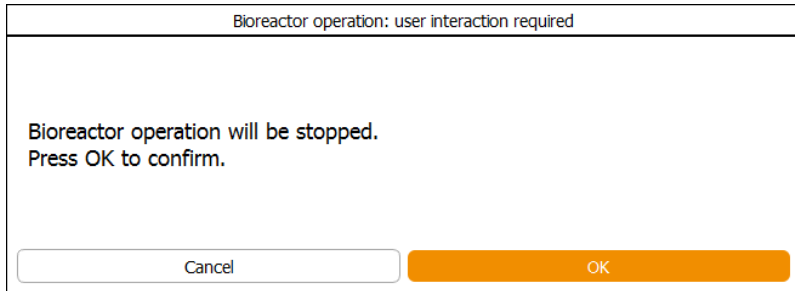 Bioreactor operation: user interaction required
Bioreactor operation will be stopped.
Press OK to confirm.
Cancel
OK